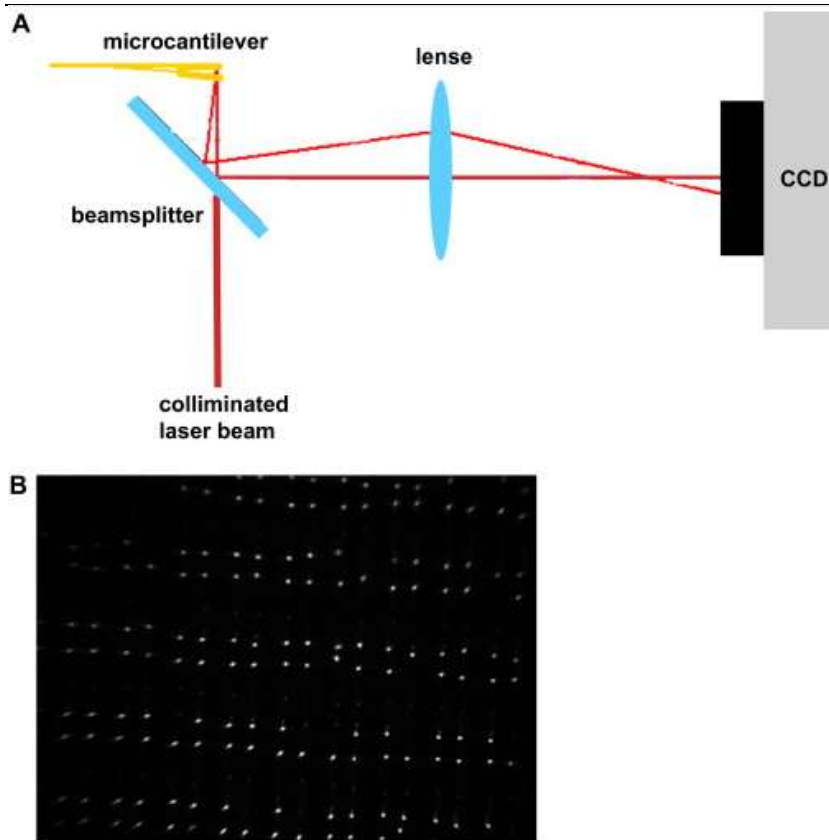 A
microcantilever
lense
CCD
beamsplitter
colliminated
laser beam
B